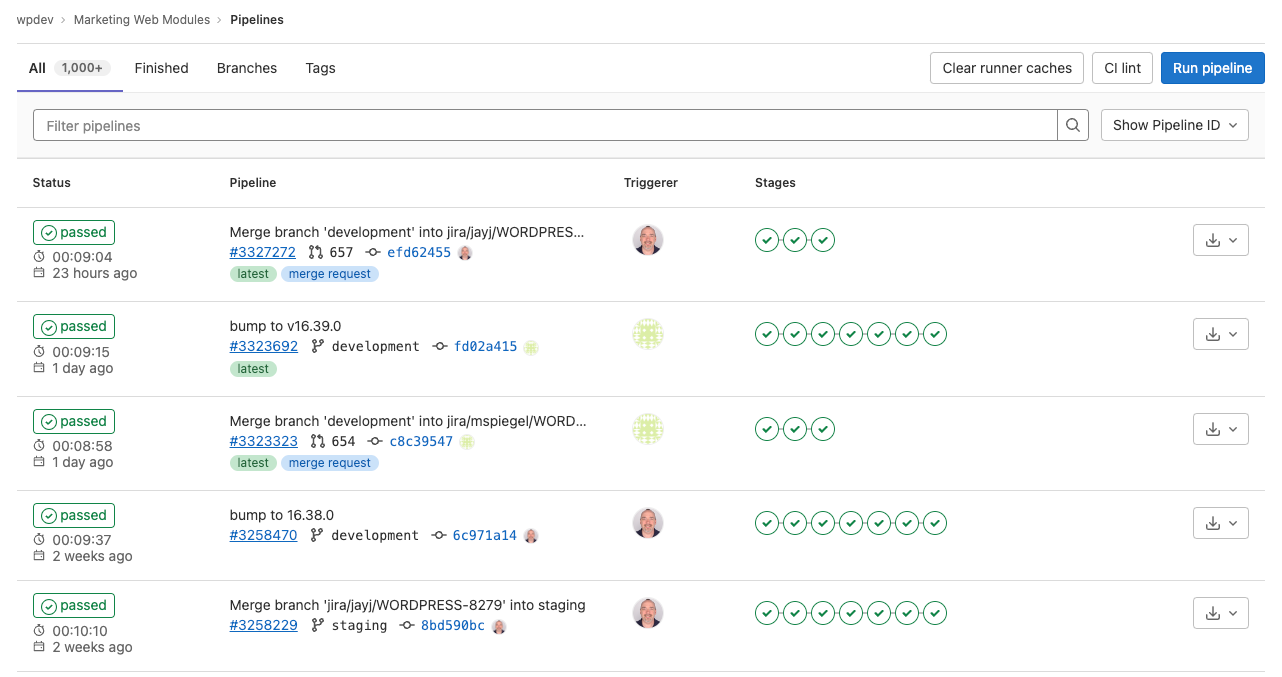 wpdev › Marketing Web Modules › Pipelines
All 1,000+ Finished Branches Tags Clear runner caches CI lint Run pipeline
Filter pipelines Show Pipeline ID
Status Pipeline Triggerer Stages
passed Merge branch 'development' into jira/jayj/WORDPRES...
00:09:04 #3327272 657 efd62455
23 hours ago latest merge request
passed bump to v16.39.0
00:09:15 #3323692 development fd02a415
1 day ago latest
passed Merge branch 'development' into jira/mspiegel/WORD...
00:08:58 #3323323 654 c8c39547
1 day ago latest merge request
passed bump to 16.38.0
00:09:37 #3258470 development 6c971a14
2 weeks ago
passed Merge branch 'jira/jayj/WORDPRESS-8279' into staging
00:10:10 #3258229 staging 8bd590bc
2 weeks ago